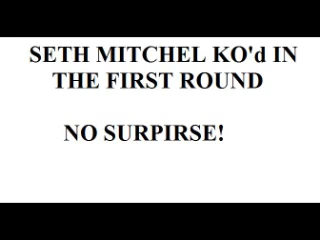 SETH MITCHEL KO'd IN
THE FIRST ROUND
NO SURPIRSE!